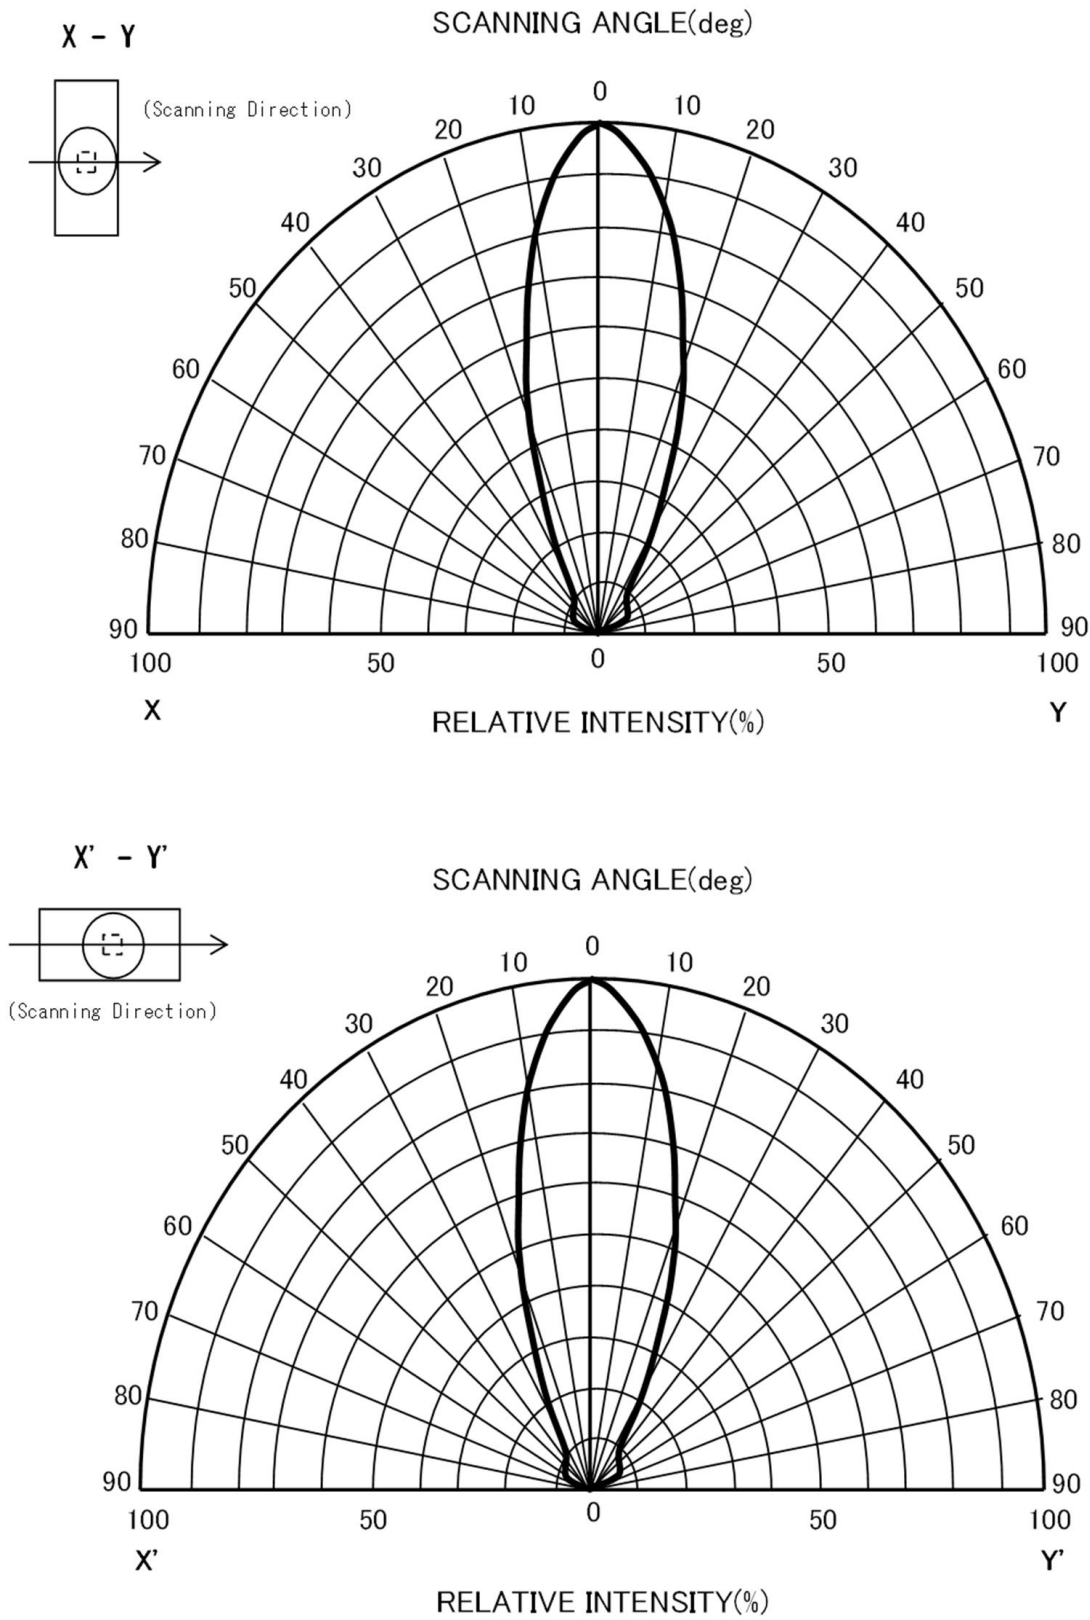 SCANNING ANGLE(deg)
X - Y
(Scanning Direction)
0
10 10
20 20
30 30
40 40
50 50
60 60
70 70
80 80
90 90
100 50 0 50 100
X Y
RELATIVE INTENSITY(%)
X' - Y'
SCANNING ANGLE(deg)
(Scanning Direction)
0
10 10
20 20
30 30
40 40
50 50
60 60
70 70
80 80
90 90
100 50 0 50 100
X' Y'
RELATIVE INTENSITY(%)